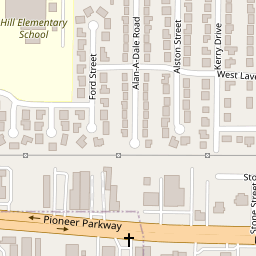 Hill Elementary
School
Ford Street
Alan-A-Dale Road
Alston Street
Kerry Drive
West Lave
Sto
Stone Street
Pioneer Parkway